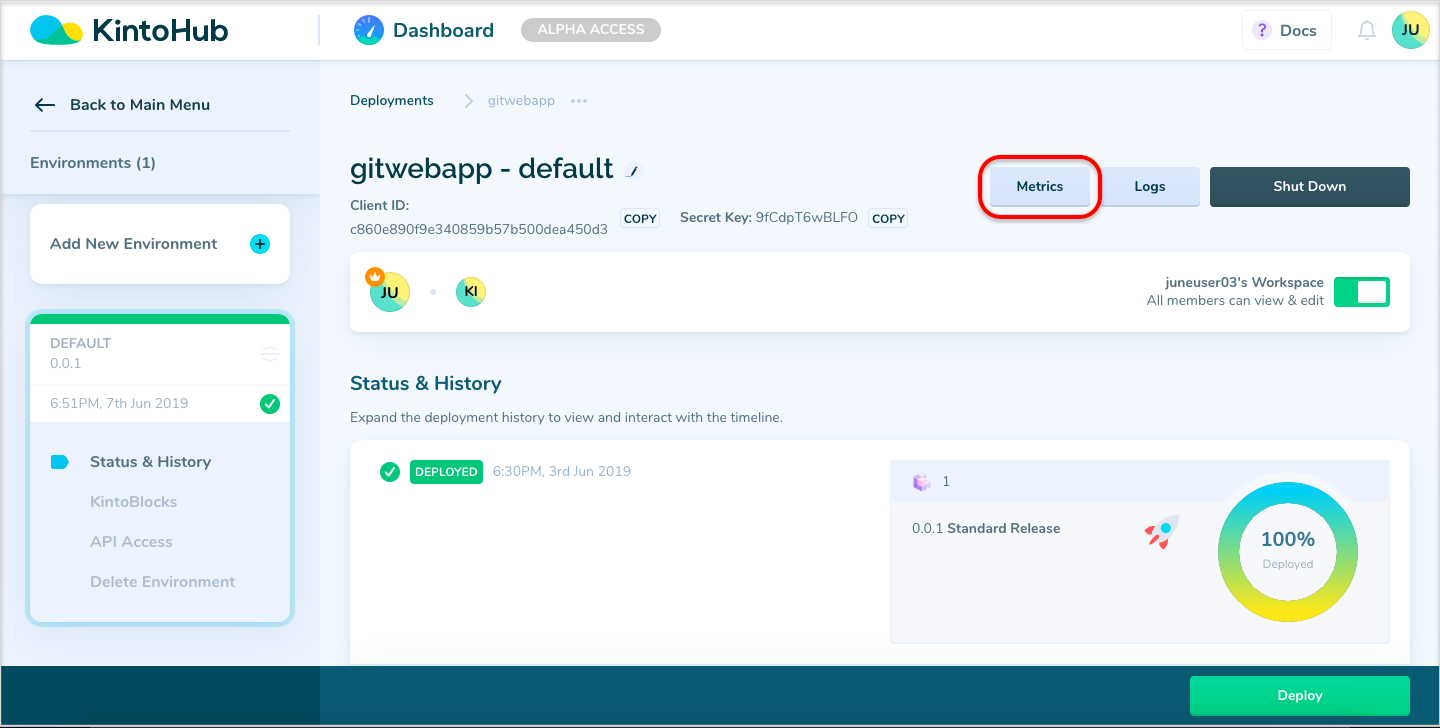 KintoHub
Dashboard
ALPHA ACCESS
? Docs
JU
Back to Main Menu
Environments (1)
Add New Environment
DEFAULT
0.0.1
6:51PM, 7th Jun 2019
Status & History
KintoBlocks
API Access
Delete Environment
Deployments
gitwebapp
gitwebapp - default
Metrics
Logs
Shut Down
Client ID:
c860e890f9e340859b57b500dea450d3
COPY
Secret Key: 9fCdpT6wBLFO
COPY
JU
KI
juneuser03's Workspace
All members can view & edit
Status & History
Expand the deployment history to view and interact with the timeline.
DEPLOYED
6:30PM, 3rd Jun 2019
1
0.0.1 Standard Release
100%
Deployed
Deploy